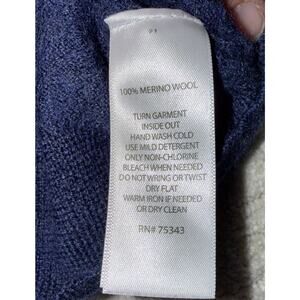 100% MERINO WOOL
TURN GARMENT
INSIDE OUT
HAND WASH COLD
USE MILD DETERGENT
ONLY NON-CHLORINE
BLEACH WHEN NEEDED
DO NOT WRING OR TWIST
DRY FLAT
WARM IRON IF NEEDED
OR DRY CLEAN
RN# 75343